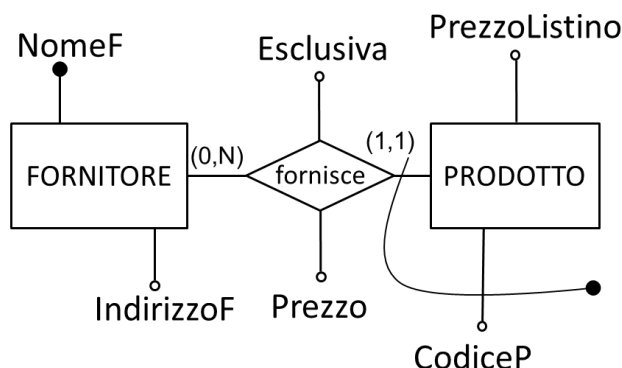 NomeF
Esclusiva
PrezzoListino
FORNITORE
(0,N)
fornisce
(1,1)
PRODOTTO
IndirizzoF
Prezzo
CodiceP